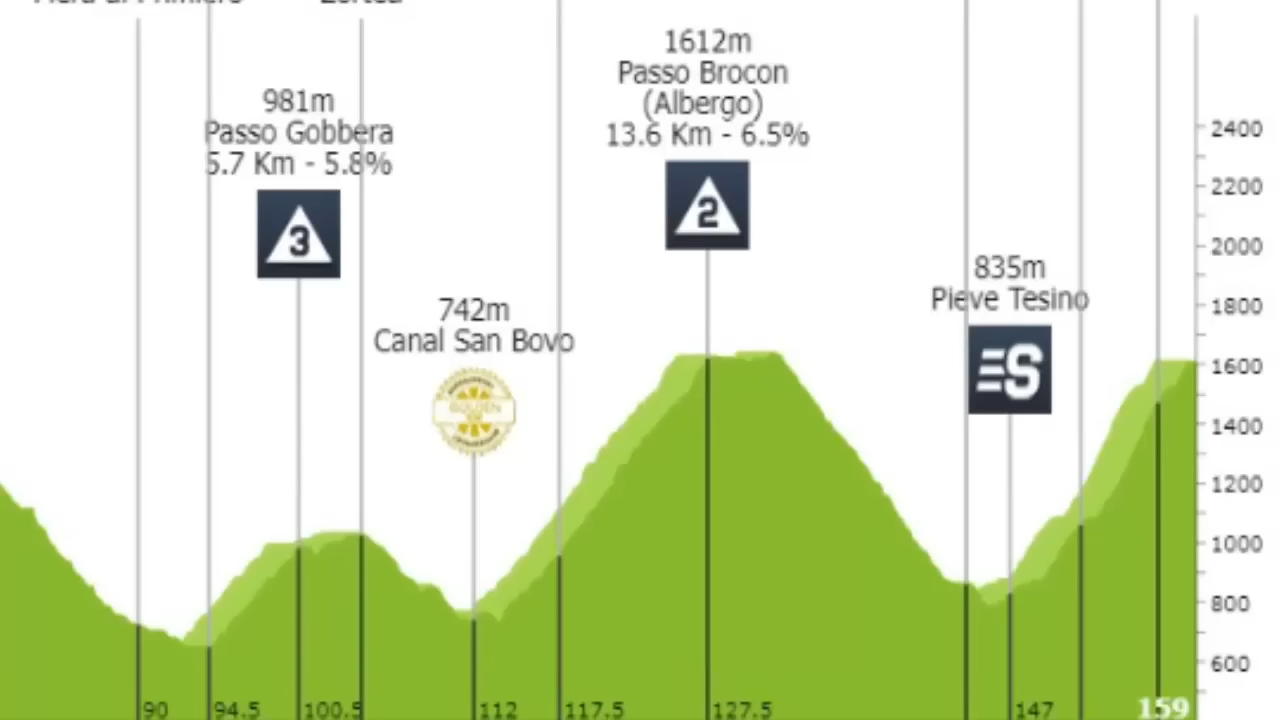 981m
Passo Gobbera
5.7 Km - 5.8%
3
742m
Canal San Bovo
1612m
Passo Brocon
(Albergo)
13.6 Km - 6.5%
2
835m
Pieve Tesino
S
2400
2200
2000
1800
1600
1400
1200
1000
800
600
90
94.5
100.5
112
117.5
127.5
147
159